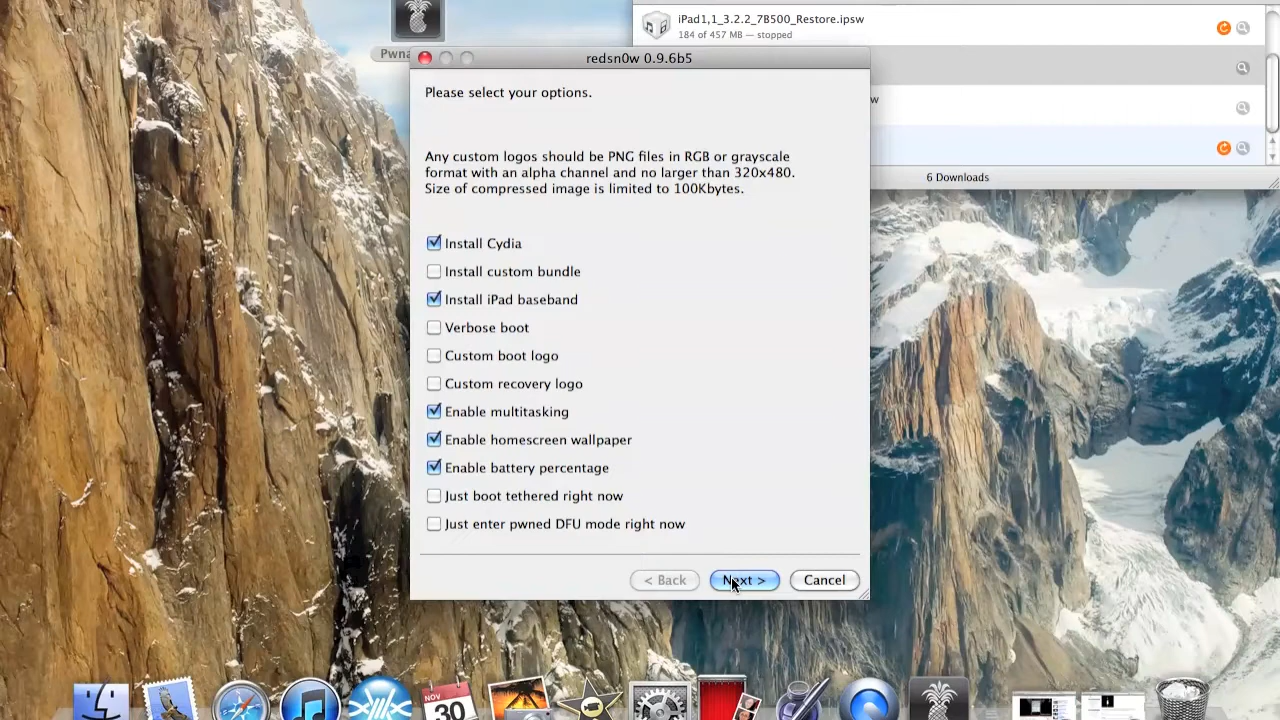 iPad1,1_3.2.2_7B500_Restore.ipsw
184 of 457 MB — stopped
Pwna
redsn0w 0.9.6b5
Please select your options.
w
Any custom logos should be PNG files in RGB or grayscale
format with an alpha channel and no larger than 320x480.
Size of compressed image is limited to 100Kbytes.
6 Downloads
Install Cydia
Install custom bundle
Install iPad baseband
Verbose boot
Custom boot logo
Custom recovery logo
Enable multitasking
Enable homescreen wallpaper
Enable battery percentage
Just boot tethered right now
Just enter pwned DFU mode right now
< Back
Next >
Cancel
NOV
30